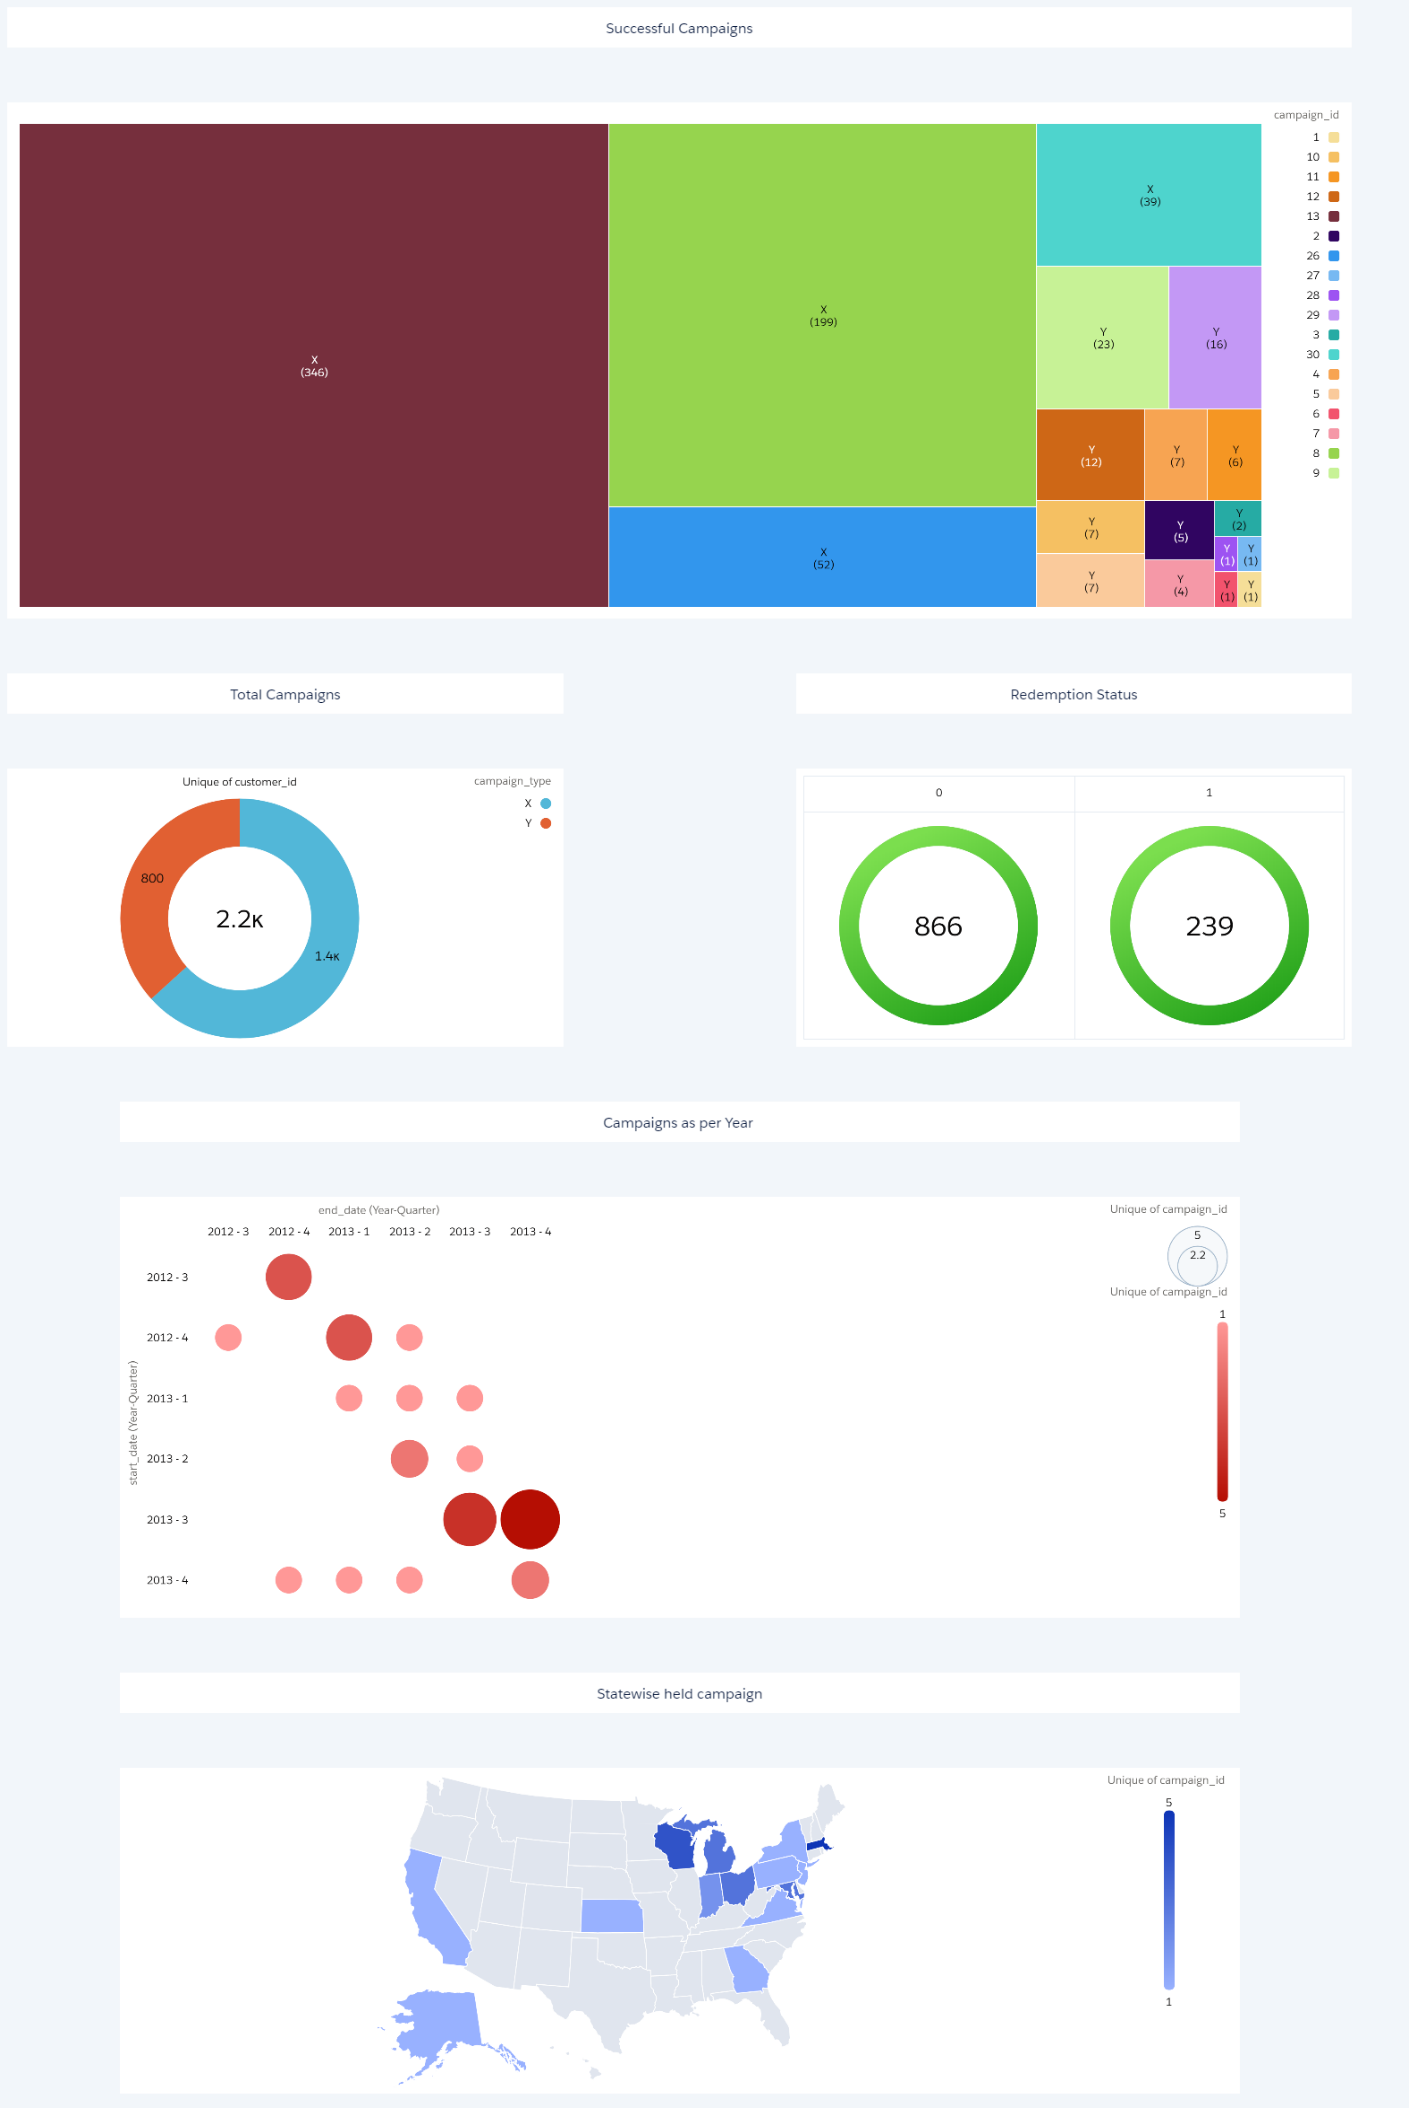 Successful Campaigns
campaign_id
1
10
11
12
13
2
26
27
28
29
3
30
4
5
6
7
8
9
X
(346)
X
(199)
X
(52)
X
(39)
Y
(23)
Y
(16)
Y
(12)
Y
(7)
Y
(6)
Y
(7)
Y
(7)
Y
(5)
Y
(4)
Y
(2)
Y
(1)
Y
(1)
Y
(1)
Y
(1)
Total Campaigns
Unique of customer_id
campaign_type
X
Y
800
2.2K
1.4K
Redemption Status
0
1
866
239
Campaigns as per Year
end_date (Year-Quarter)
2012 - 3
2012 - 4
2013 - 1
2013 - 2
2013 - 3
2013 - 4
start_date (Year-Quarter)
2012 - 3
2012 - 4
2013 - 1
2013 - 2
2013 - 3
2013 - 4
Unique of campaign_id
5
2.2
Unique of campaign_id
1
5
Statewise held campaign
Unique of campaign_id
5
1